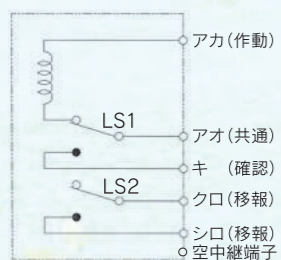 アカ(作動)
LS1
アオ(共通)
キ (確認)
LS2
クロ(移報)
シロ(移報)
空中継端子